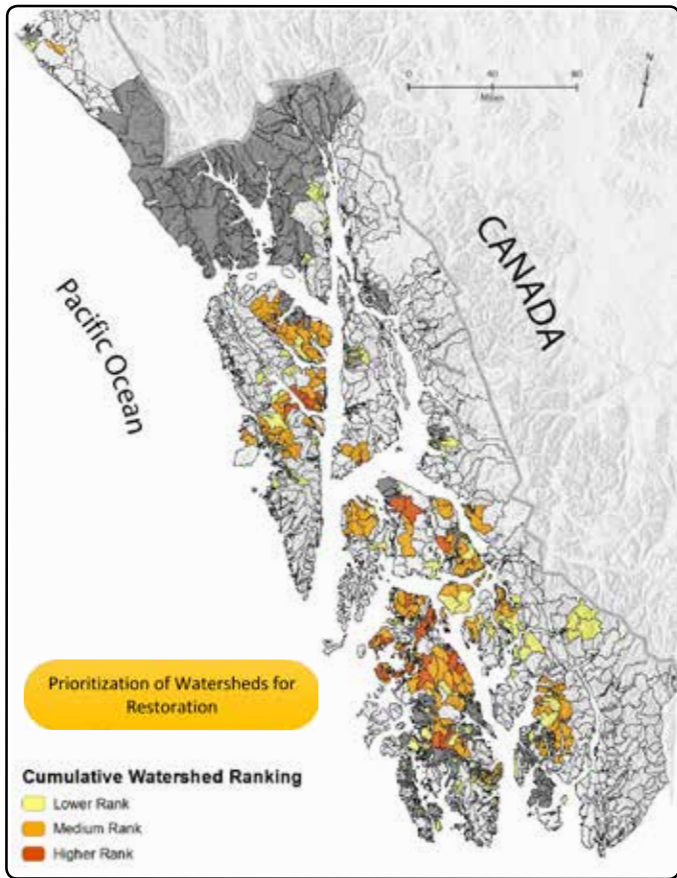 N
0 40 80
Miles
CANADA
Pacific Ocean
Prioritization of Watersheds for
Restoration
Cumulative Watershed Ranking
Lower Rank
Medium Rank
Higher Rank